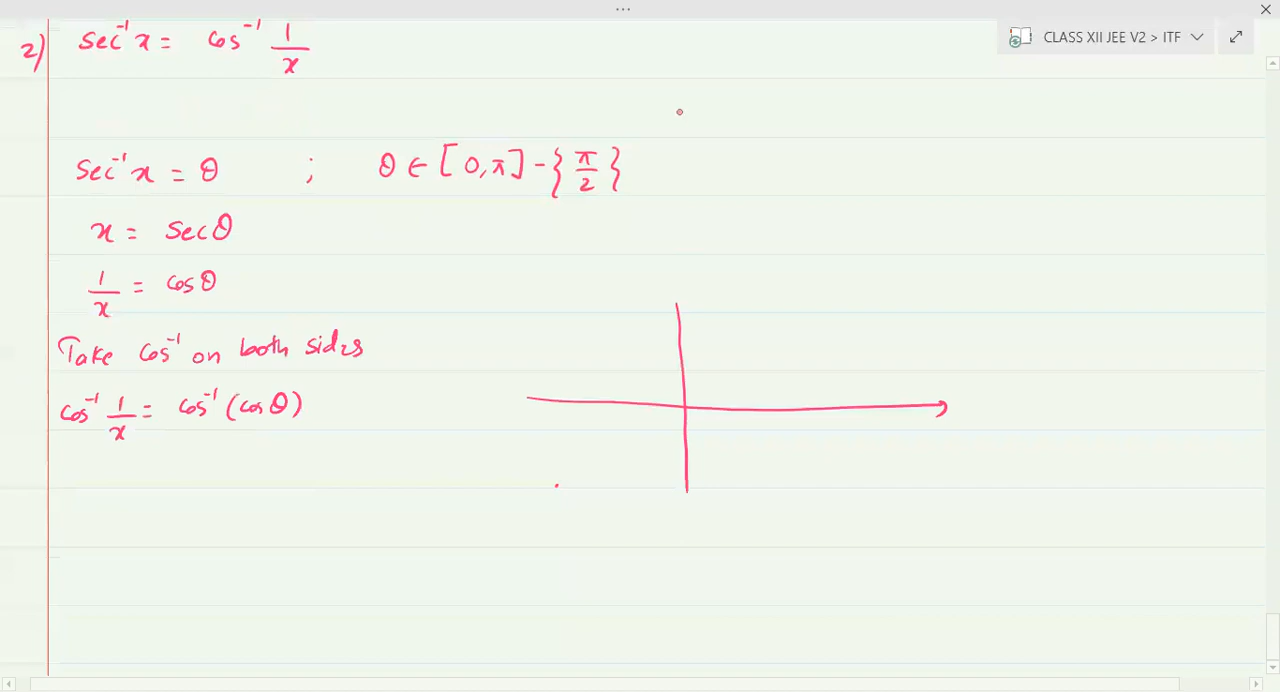 CLASS XII JEE V2 > ITF
2) sec⁻¹x = cos⁻¹ 1/x
sec⁻¹x = θ ; θ ∈ [0, π] - {π/2}
x = secθ
1/x = cosθ
Take cos⁻¹ on both sides
cos⁻¹ 1/x = cos⁻¹(cosθ)